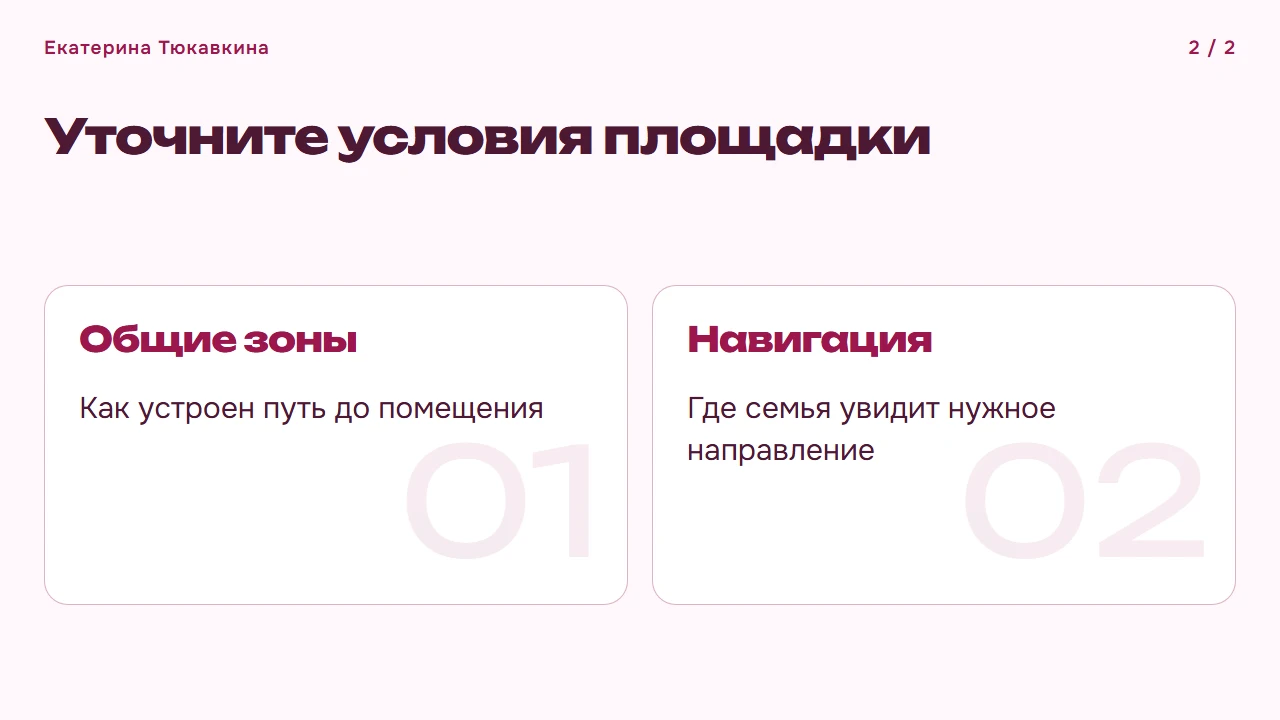 Екатерина Тюкавкина
2 / 2
Уточните условия площадки
Общие зоны
Как устроен путь до помещения
01
Навигация
Где семья увидит нужное
направление
02